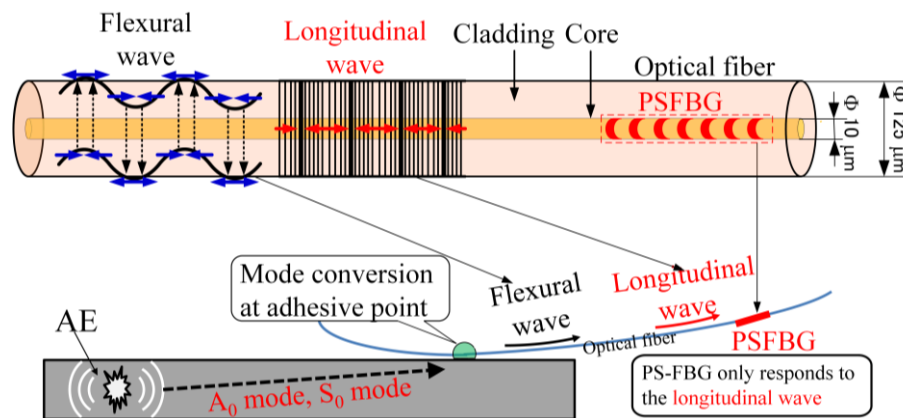 Flexural
wave
Longitudinal
wave
Cladding Core
Optical fiber
PSFBG
Φ 10 μm
Φ 125 μm
Mode conversion
at adhesive point
Flexural
wave
Longitudinal
wave
Optical fiber
PSFBG
AE
A₀ mode, S₀ mode
PS-FBG only responds to
the longitudinal wave